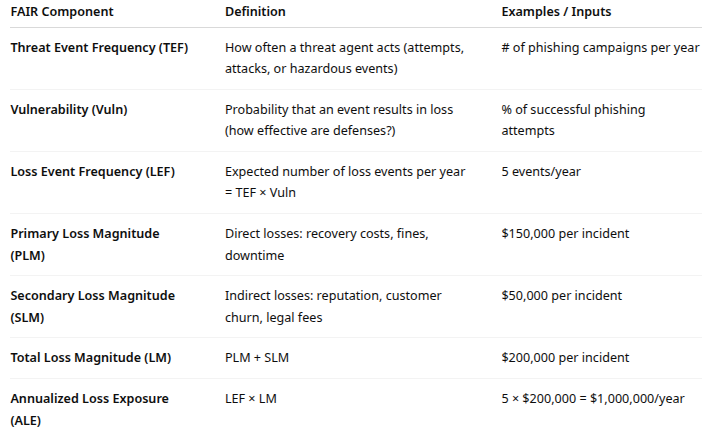 FAIR Component Definition Examples / Inputs
Threat Event Frequency (TEF) How often a threat agent acts (attempts, # of phishing campaigns per year
attacks, or hazardous events)
Vulnerability (Vuln) Probability that an event results in loss % of successful phishing
(how effective are defenses?) attempts
Loss Event Frequency (LEF) Expected number of loss events per year 5 events/year
= TEF × Vuln
Primary Loss Magnitude Direct losses: recovery costs, fines, $150,000 per incident
(PLM) downtime
Secondary Loss Magnitude Indirect losses: reputation, customer $50,000 per incident
(SLM) churn, legal fees
Total Loss Magnitude (LM) PLM + SLM $200,000 per incident
Annualized Loss Exposure LEF × LM 5 × $200,000 = $1,000,000/year
(ALE)